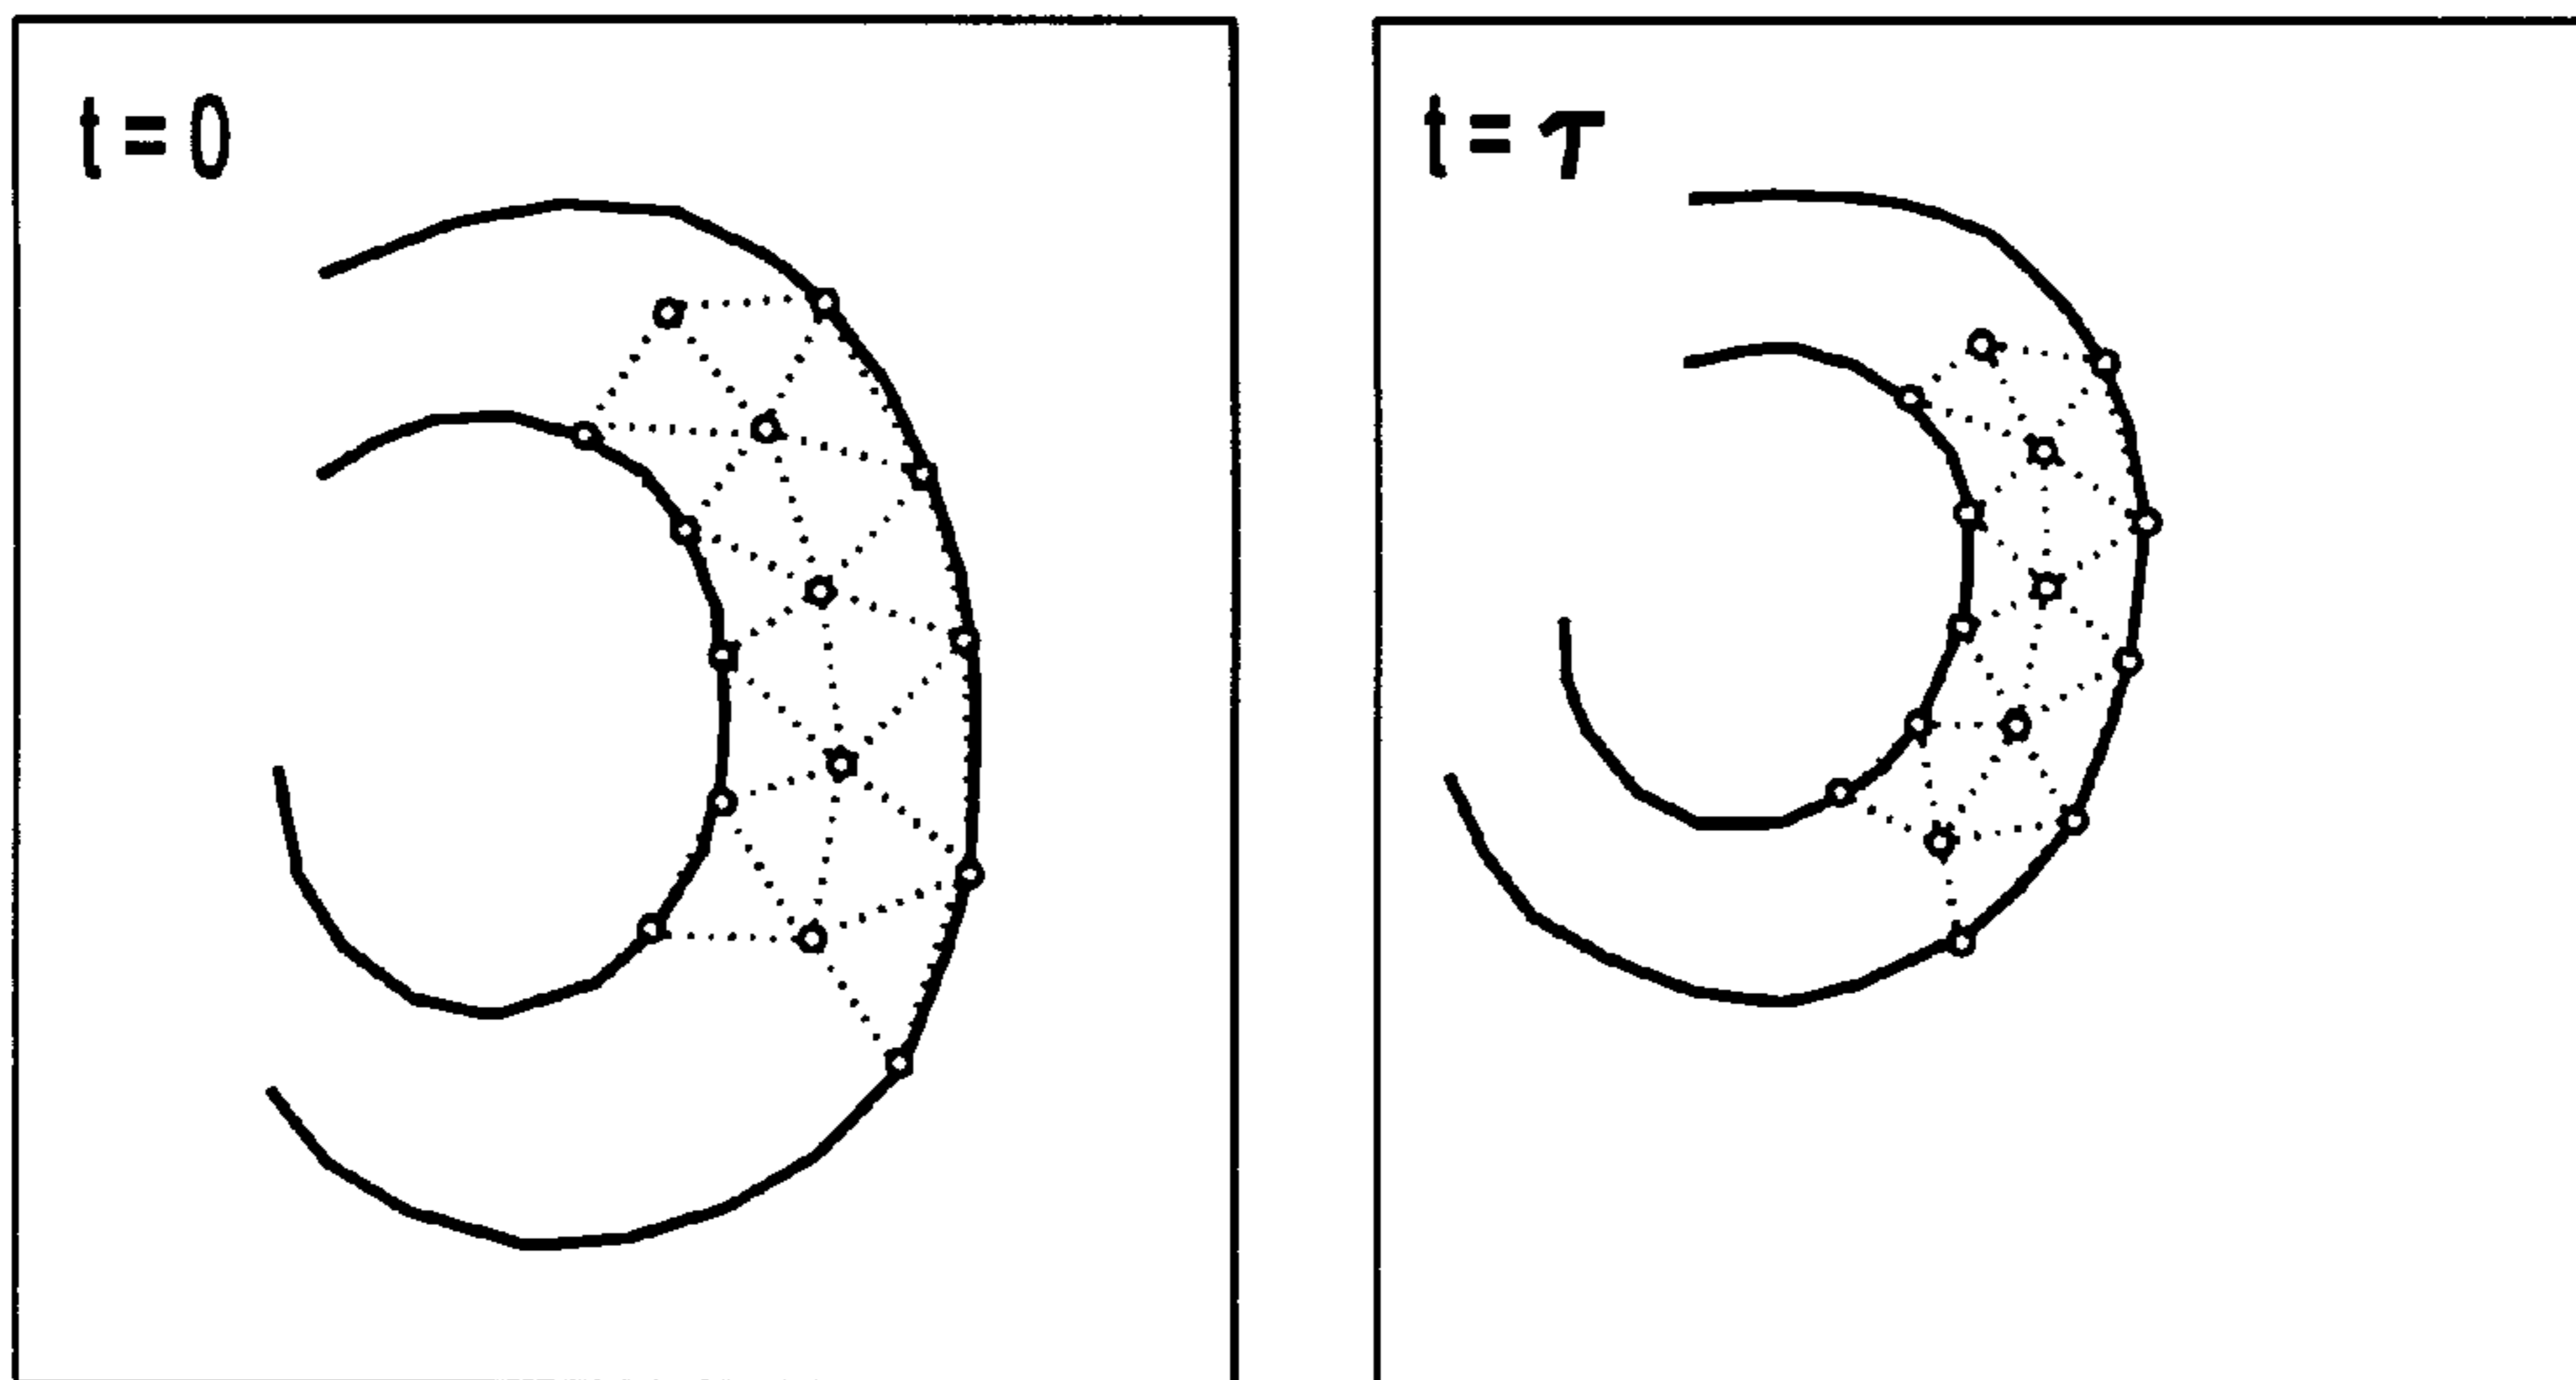 t = 0
t = τ